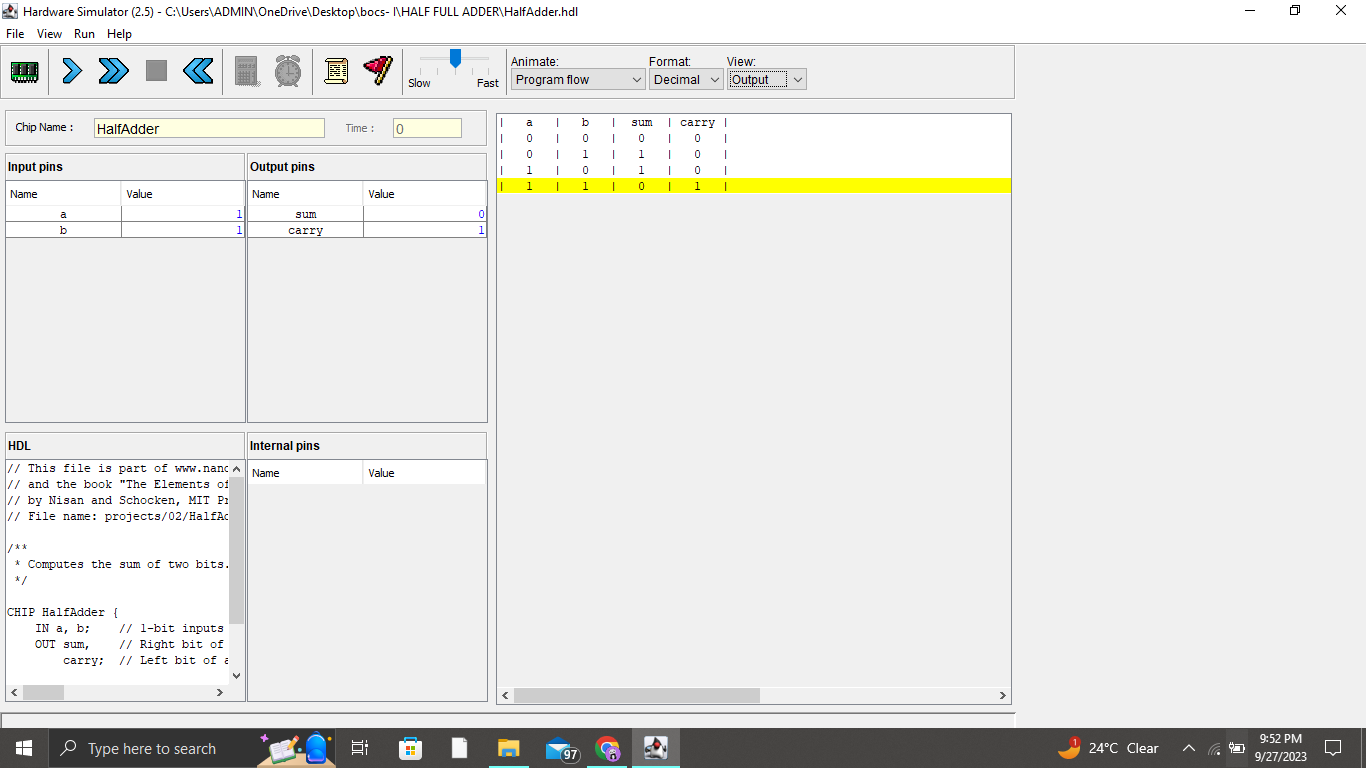 Hardware Simulator (2.5) - C:\Users\ADMIN\OneDrive\Desktop\bocs- I\HALF FULL ADDER\HalfAdder.hdl
File View Run Help
Slow Fast
Animate: Format: View:
Program flow Decimal Output
Chip Name : HalfAdder Time : 0
Input pins Output pins
Name Value Name Value
a 1 sum 0
b 1 carry 1
| a | b | sum | carry |
| 0 | 0 | 0 | 0 |
| 0 | 1 | 1 | 0 |
| 1 | 0 | 1 | 0 |
| 1 | 1 | 0 | 1 |
HDL Internal pins
Name Value
// This file is part of www.nand
// and the book "The Elements of
// by Nisan and Schocken, MIT Pr
// File name: projects/02/HalfAd
/**
* Computes the sum of two bits.
*/
CHIP HalfAdder {
IN a, b; // 1-bit inputs
OUT sum, // Right bit of
carry; // Left bit of a
Type here to search
97
1
24°C Clear
9:52 PM
9/27/2023